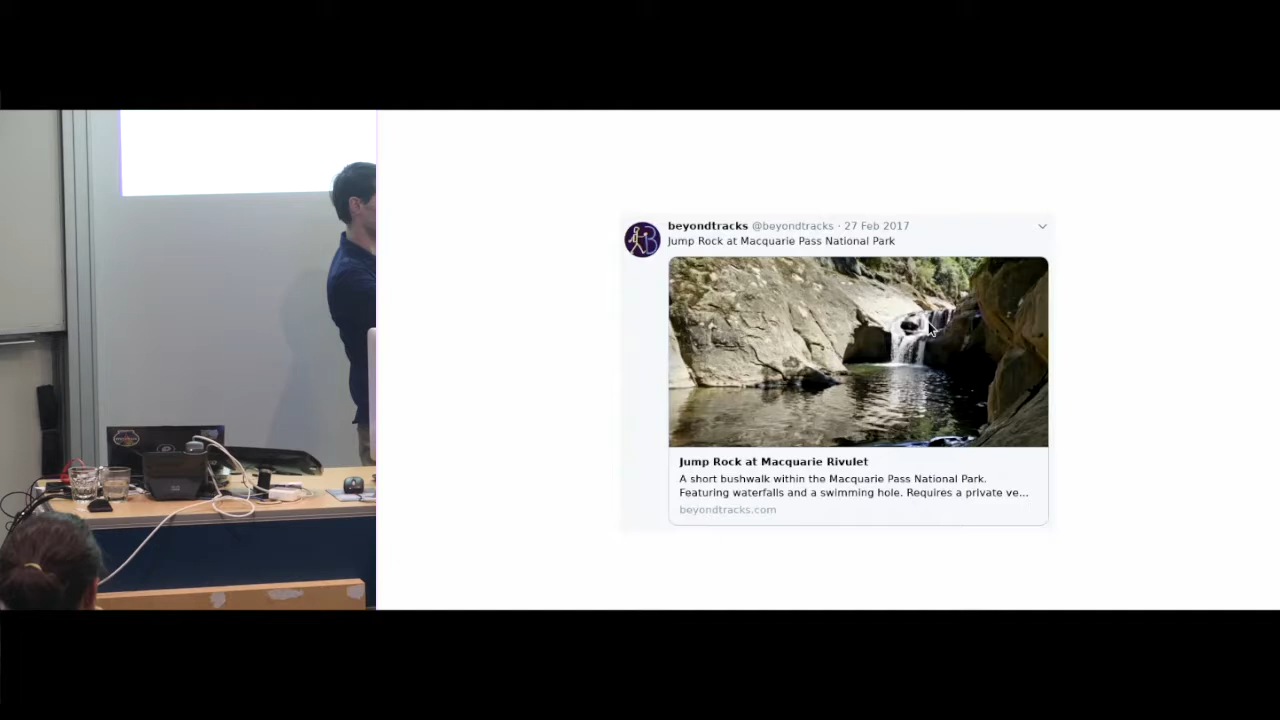 beyondtracks @beyondtracks · 27 Feb 2017
Jump Rock at Macquarie Pass National Park
Jump Rock at Macquarie Rivulet
A short bushwalk within the Macquarie Pass National Park.
Featuring waterfalls and a swimming hole. Requires a private ve...
beyondtracks.com